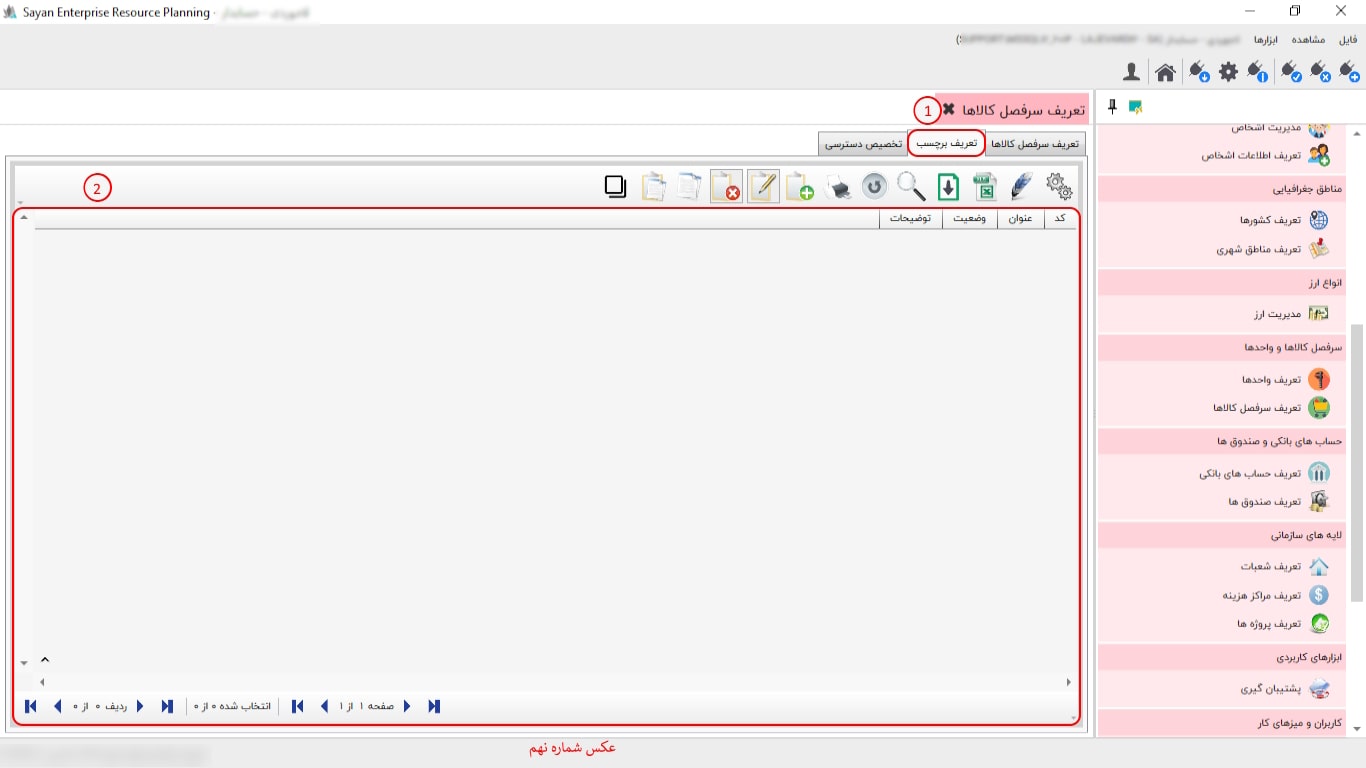 Sayan Enterprise Resource Planning -
فایل مشاهده ابزارها
تعریف سرفصل کالاها
1
تعریف سرفصل کالاها تعریف برچسب تخصیص دسترسی
2
کد عنوان وضعیت توضیحات
صفحه ۱ از ۱ انتخاب شده ۰ از ۰ ردیف ۰ از ۰
مدیریت اشخاص
تعریف اطلاعات اشخاص
مناطق جغرافیایی
تعریف کشورها
تعریف مناطق شهری
انواع ارز
مدیریت ارز
سرفصل کالاها و واحدها
تعریف واحدها
تعریف سرفصل کالاها
حساب های بانکی و صندوق ها
تعریف حساب های بانکی
تعریف صندوق ها
لایه های سازمانی
تعریف شعبات
تعریف مراکز هزینه
تعریف پروژه ها
ابزارهای کاربردی
پشتیبان گیری
کاربران و میزهای کار
عکس شماره نهم